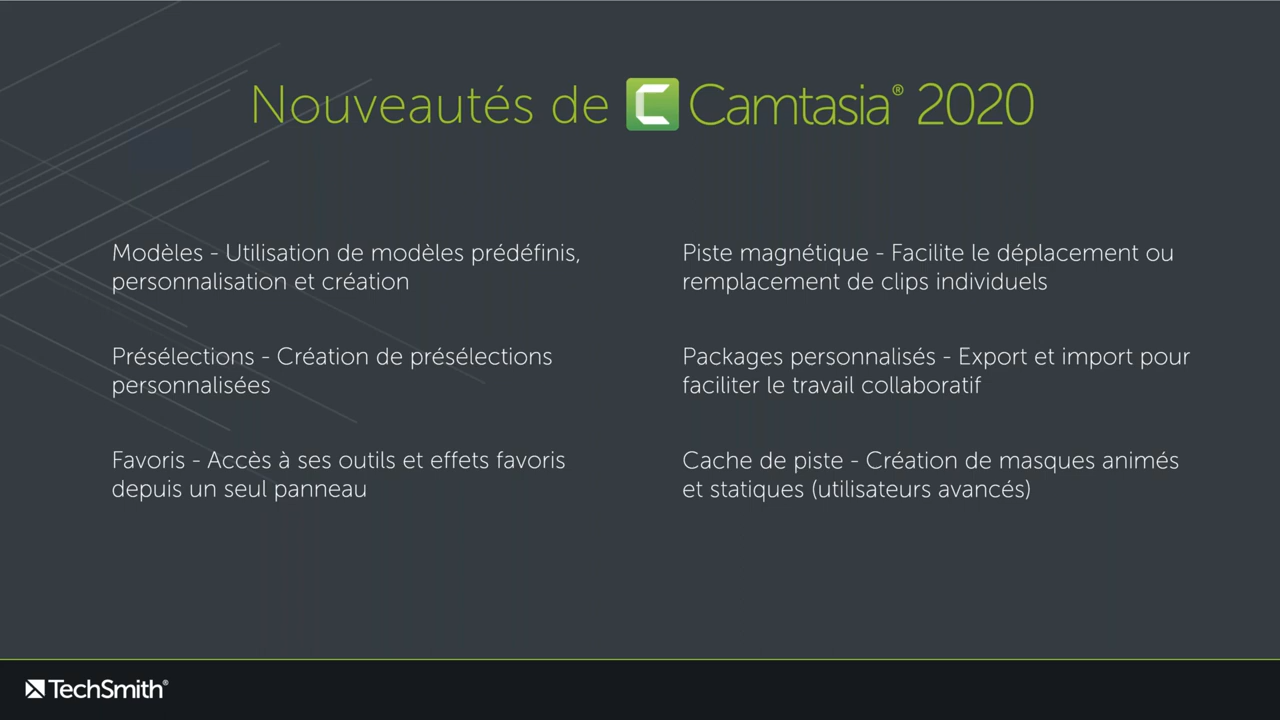 Nouveautés de Camtasia® 2020
Modèles - Utilisation de modèles prédéfinis,
personnalisation et création
Présélections - Création de présélections
personnalisées
Favoris - Accès à ses outils et effets favoris
depuis un seul panneau
Piste magnétique - Facilite le déplacement ou
remplacement de clips individuels
Packages personnalisés - Export et import pour
faciliter le travail collaboratif
Cache de piste - Création de masques animés
et statiques (utilisateurs avancés)
TechSmith®